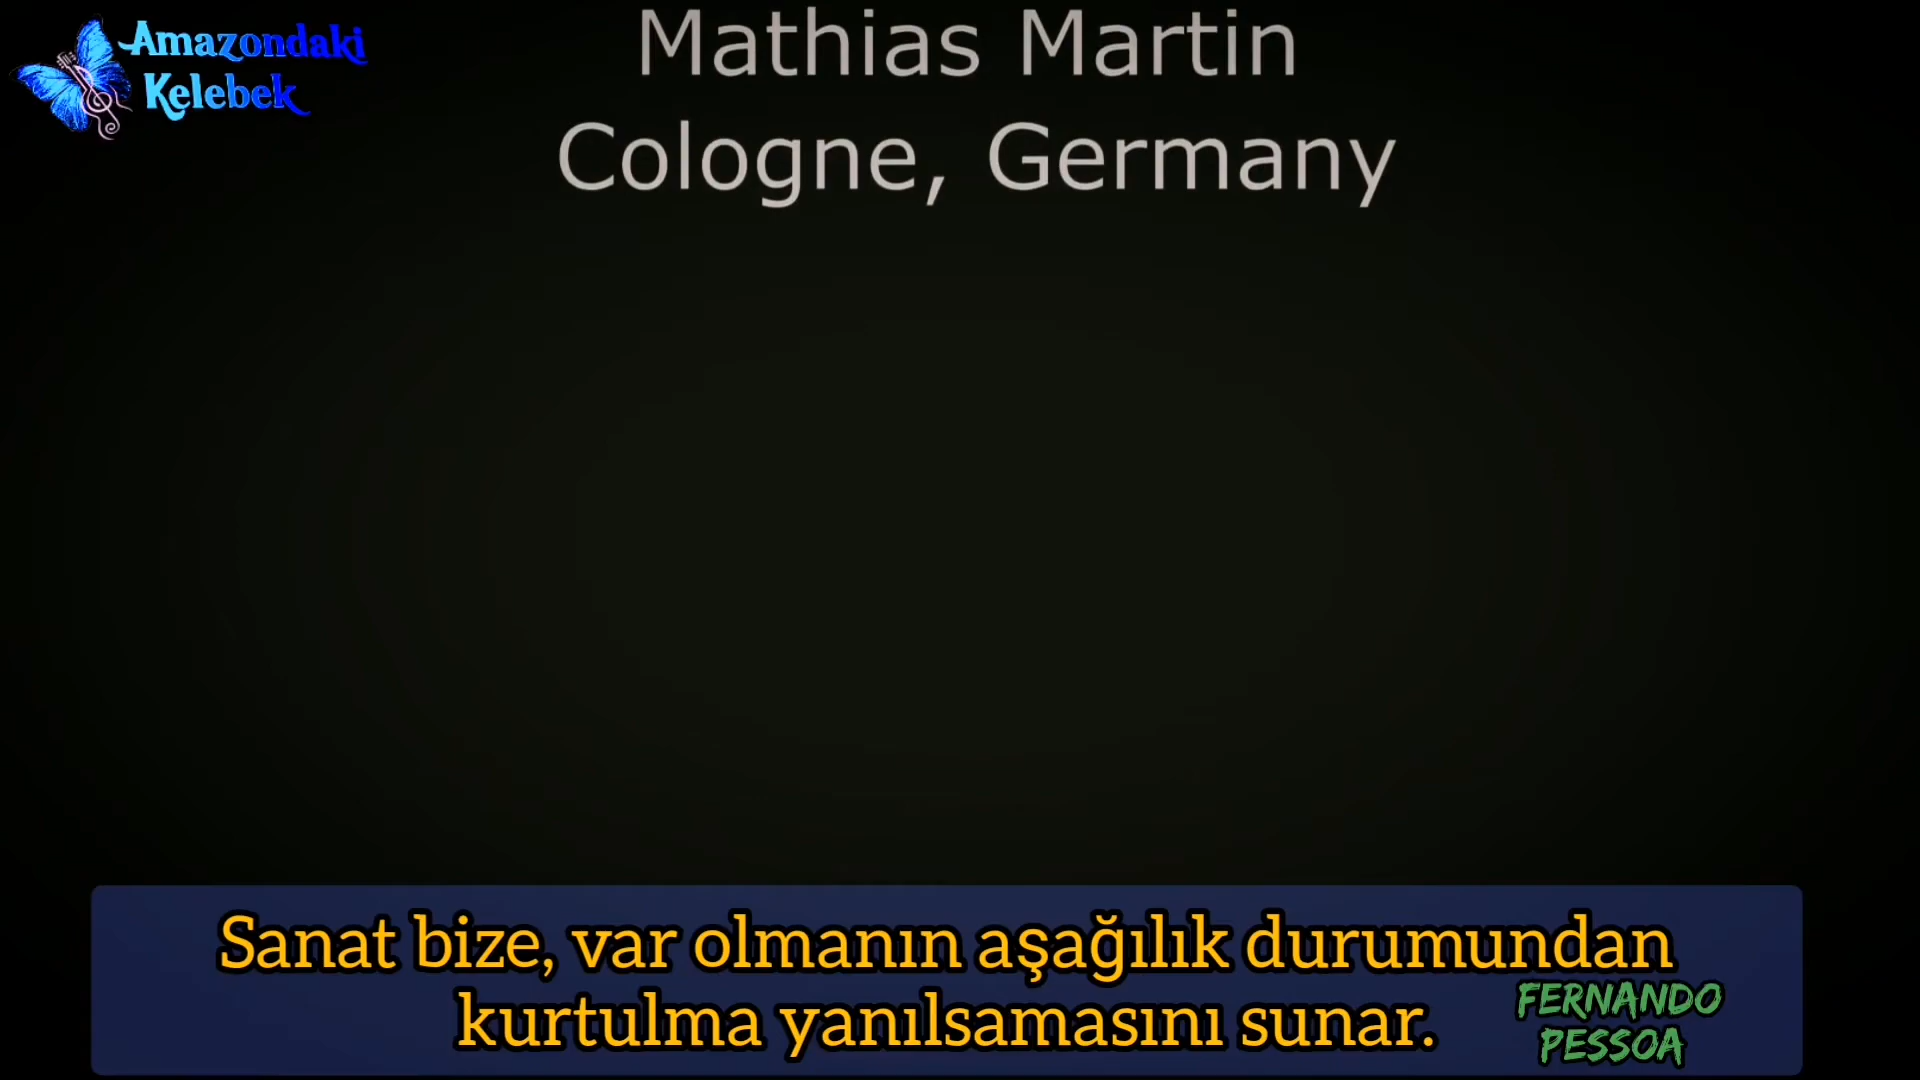 Amazondaki
Kelebek
Mathias Martin
Cologne, Germany
Sanat bize, var olmanın aşağılık durumundan
kurtulma yanılsamasını sunar.
FERNANDO
PESSOA